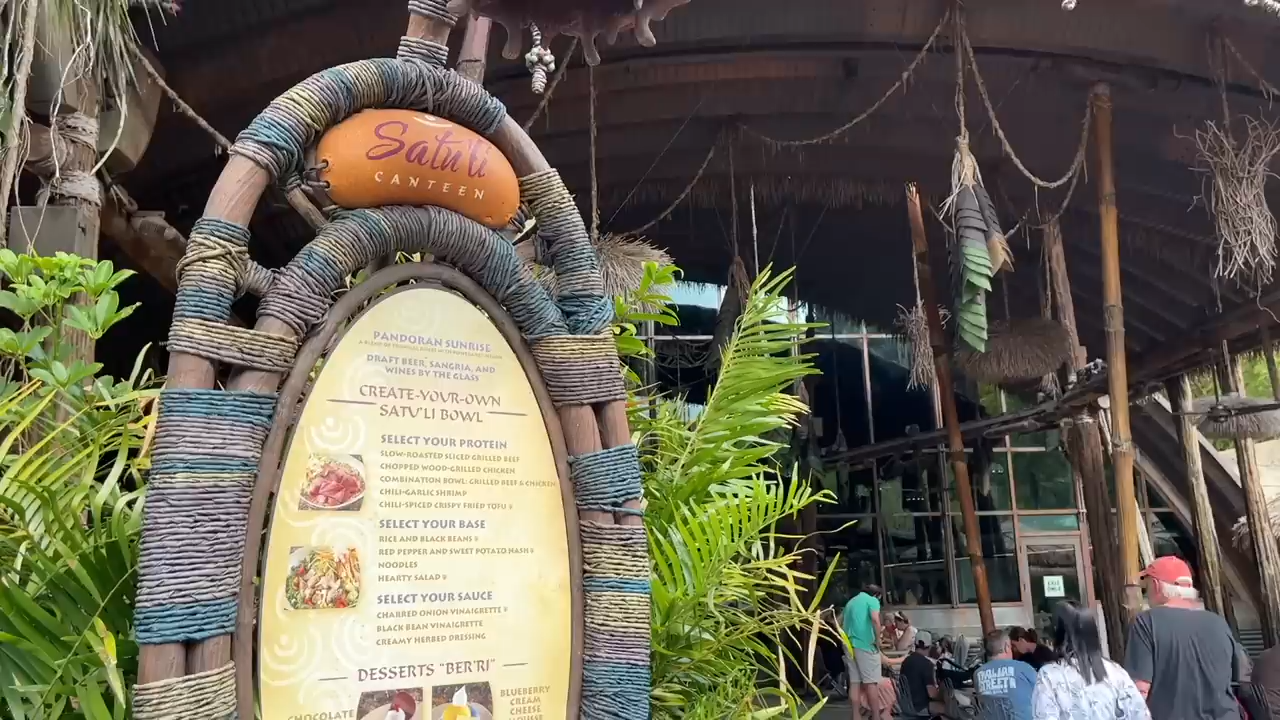 Satu'li
CANTEEN
PANDORAN SUNRISE
DRAFT BEER, SANGRIA, AND
WINES BY THE GLASS
CREATE-YOUR-OWN
SATU'LI BOWL
SELECT YOUR PROTEIN
SLOW-ROASTED SLICED GRILLED BEEF
CHOPPED WOOD-GRILLED CHICKEN
COMBINATION BOWL: GRILLED BEEF & CHICKEN
CHILI-GARLIC SHRIMP
CHILI-SPICED CRISPY FRIED TOFU
SELECT YOUR BASE
RICE AND BLACK BEANS
RED PEPPER AND SWEET POTATO HASH
NOODLES
HEARTY SALAD
SELECT YOUR SAUCE
CHARRED ONION VINAIGRETTE
BLACK BEAN VINAIGRETTE
CREAMY HERBED DRESSING
DESSERTS "BER'RI"
CHOCOLATE
BLUEBERRY
CREAM
CHEESE
MOUSSE
EXIT
ONLY
ITALIAN
STREET